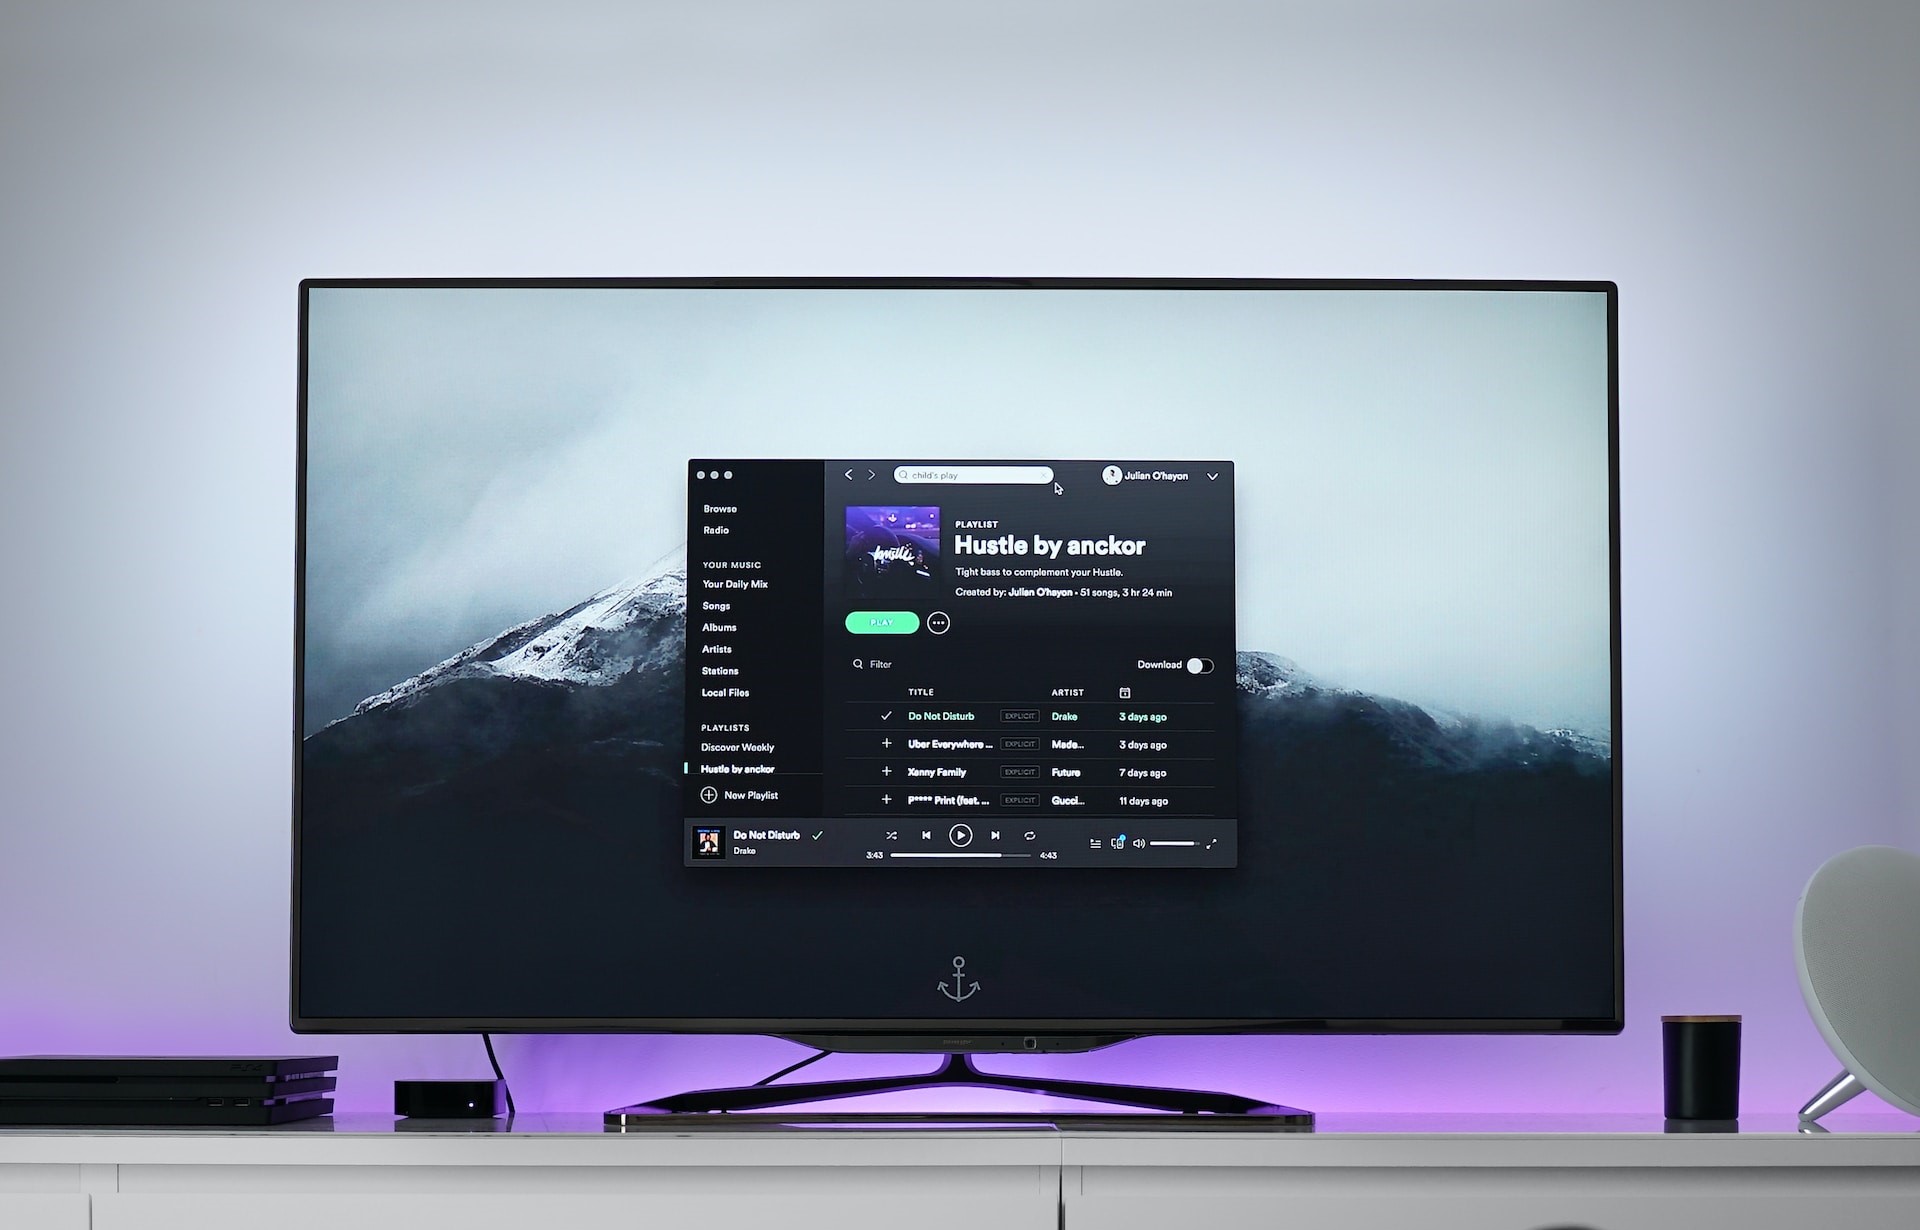 child's play
Julian O'hayon
Browse
Radio
YOUR MUSIC
Your Daily Mix
Songs
Albums
Artists
Stations
Local Files
PLAYLISTS
Discover Weekly
Hustle by anckor
New Playlist
PLAYLIST
Hustle by anckor
Tight bass to complement your Hustle.
Created by: Julian O'hayon • 51 songs, 3 hr 24 min
PLAY
Filter
Download
TITLE ARTIST
Do Not Disturb EXPLICIT Drake 3 days ago
Uber Everywhere ... EXPLICIT Made... 3 days ago
Xanny Family EXPLICIT Future 7 days ago
P**** Print (feat. ... EXPLICIT Gucci... 11 days ago
Do Not Disturb
Drake
3:43 4:43
PS4